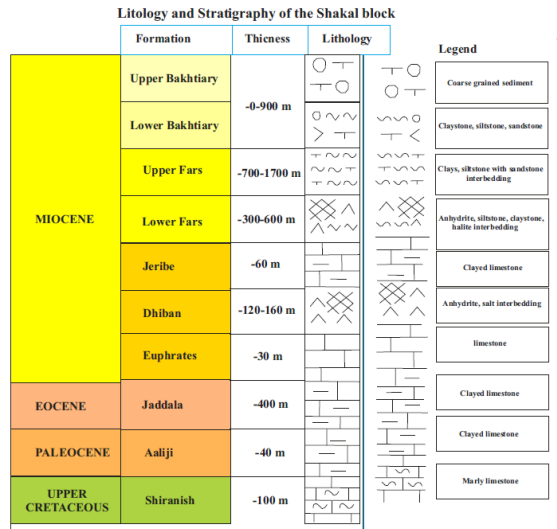 Litology and Stratigraphy of the Shakal block
Formation Thicness Lithology
Legend
Upper Bakhtiary
-0-900 m
Coarse grained sediment
Lower Bakhtiary
Claystone, siltstone, sandstone
Upper Fars -700-1700 m
Clays, siltstone with sandstone
interbedding
MIOCENE Lower Fars -300-600 m
Anhydrite, siltstone, claystone,
halite interbedding
Jeribe -60 m Clayed limestone
Dhiban -120-160 m Anhydrite, salt interbedding
Euphrates -30 m limestone
EOCENE Jaddala -400 m Clayed limestone
PALEOCENE Aaliji -40 m Clayed limestone
UPPER
CRETACEOUS Shiranish -100 m Marly limestone